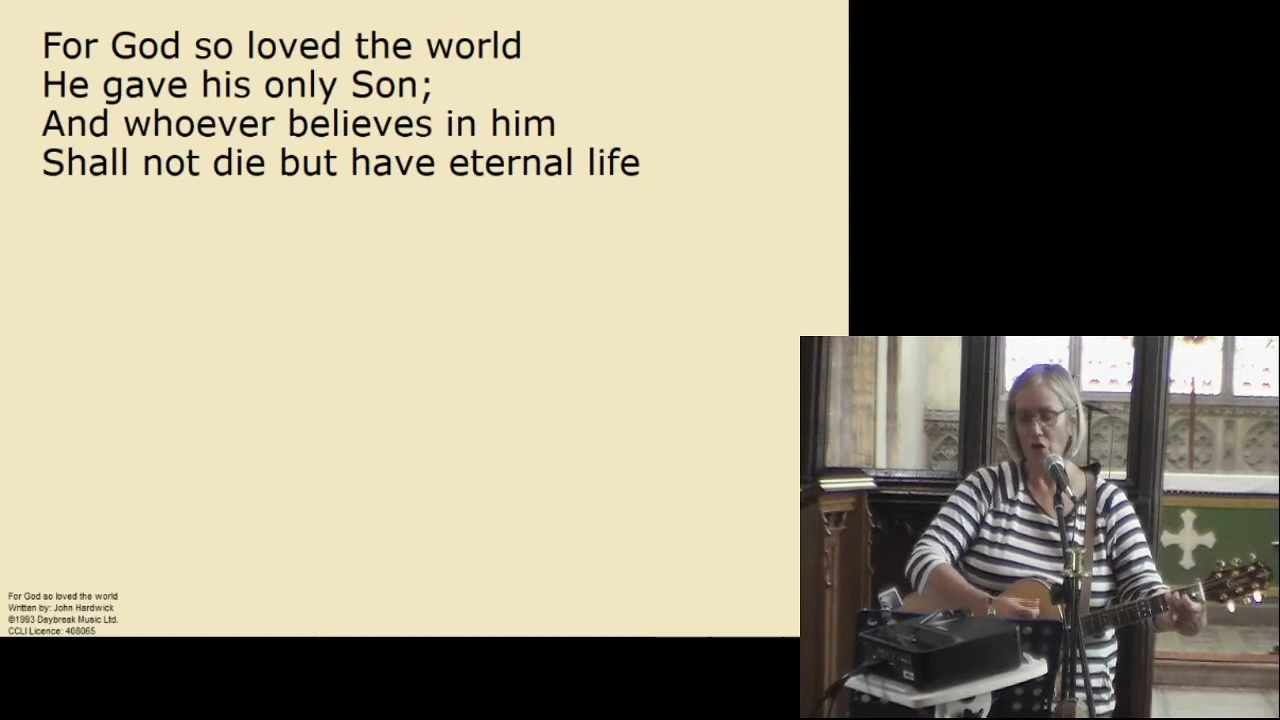 For God so loved the world
He gave his only Son;
And whoever believes in him
Shall not die but have eternal life
For God so loved the world
Written by: John Hardwick
©1993 Daybreak Music Ltd.
CCLI Licence: 408065